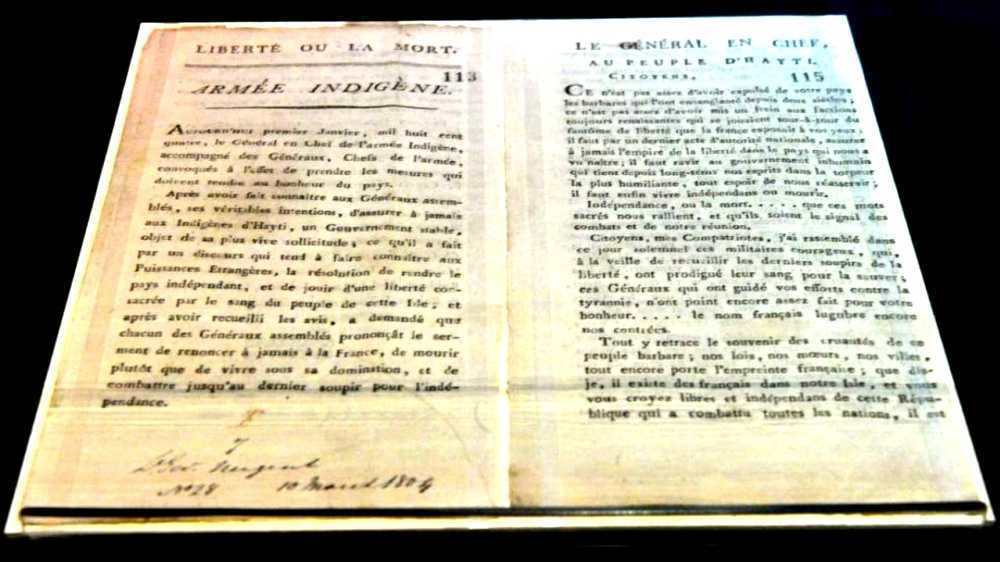 LIBERTÉ OU LA MORT.
113
ARMÉE INDIGÈNE.
AUJOURD'HUI premier Janvier, mil huit cent
quatre, le Général en Chef de l'armée Indigène,
accompagné des Généraux, Chefs de l'armée,
convoqués à l'effet de prendre les mesures qui
doivent tendre au bonheur du pays.
Après avoir fait connaître aux Généraux assem-
blés, ses véritables intentions, d'assurer à jamais
aux Indigènes d'Hayti, un Gouvernement stable,
objet de sa plus vive sollicitude; ce qu'il a fait
par un discours qui tend à faire connaître aux
Puissances Etrangères, la résolution de rendre le
pays indépendant, et de jouir d'une liberté con-
sacrée par le sang du peuple de cette Isle; et
après avoir recueilli les avis, a demandé que
chacun des Généraux assemblés prononçât le ser-
ment de renoncer à jamais à la France, de mourir
plutôt que de vivre sous sa domination, et de
combattre jusqu'au dernier soupir pour l'indé-
pendance.
Nugent
Nº 28 10 March 1804
LE GÉNÉRAL EN CHEF,
AU PEUPLE D'HAYTI.
CITOYENS, 115
CE n'est pas assez d'avoir expulsé de votre pays
les barbares qui l'ont ensanglanté depuis deux siècles;
ce n'est pas assez d'avoir mis un frein aux factions
toujours renaissantes qui se jouaient tour-à-tour du
fantôme de liberté que la france exposait à vos yeux;
il faut par un dernier acte d'autorité nationale, assurer
à jamais l'empire de la liberté dans le pays qui nous a
vu naître; il faut ravir au gouvernement inhumain
qui tient depuis long-tems nos esprits dans la torpeur
la plus humiliante, tout espoir de nous réasservir;
il faut enfin vivre indépendans ou mourir.
Indépendance, ou la mort..... que ces mots
sacrés nous rallient, et qu'ils soient le signal des
combats et de notre réunion.
Citoyens, mes Compatriotes, j'ai rassemblé dans
ce jour solemnel ces militaires courageux, qui,
à la veille de recueillir les derniers soupirs de la
liberté, ont prodigué leur sang pour la sauver;
ces Généraux qui ont guidé vos efforts contre la
tyrannie, n'ont point encore assez fait pour votre
bonheur..... le nom français lugubre encore
nos contrées.
Tout y retrace le souvenir des cruautés de ce
peuple barbare; nos lois, nos mœurs, nos villes,
tout encore porte l'empreinte française; que dis-
je, il existe des français dans notre Isle, et vous
vous croyez libres et indépendans de cette Répu-
blique qui a combattu toutes les nations, il est